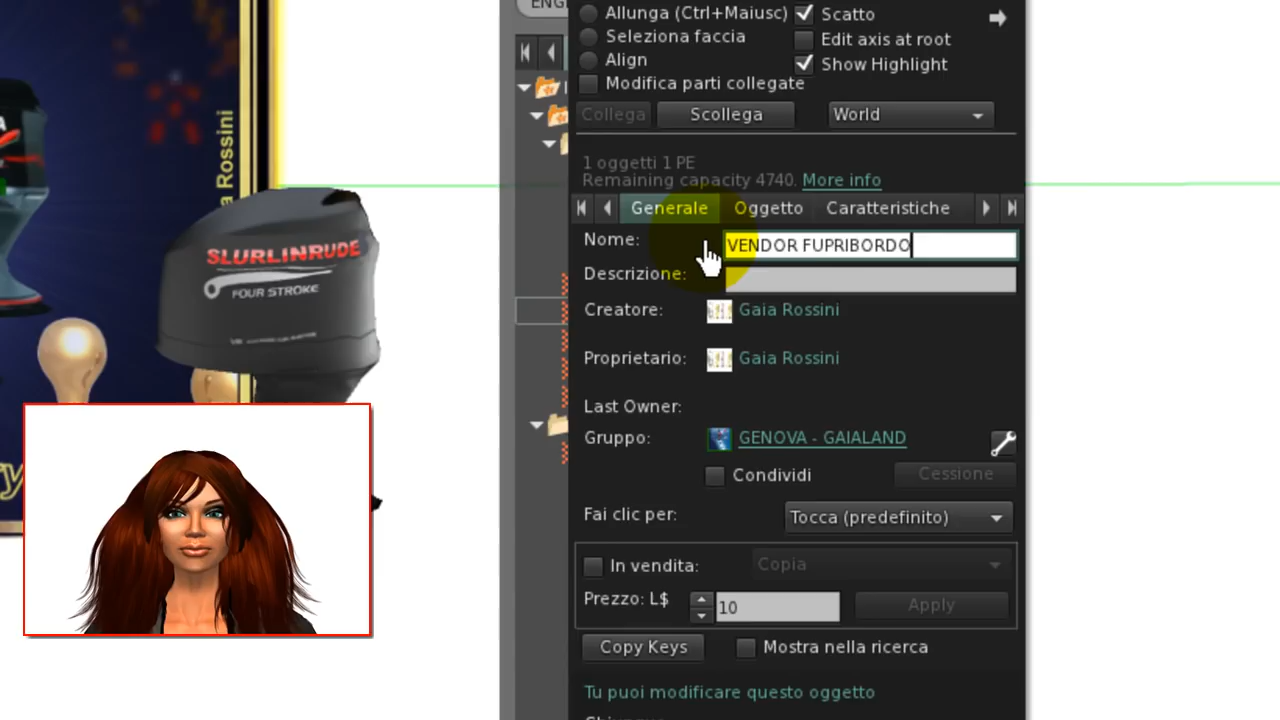 ENG
Allunga (Ctrl+Maiusc)
Scatto
Seleziona faccia
Edit axis at root
Align
Show Highlight
Modifica parti collegate
Collega
Scollega
World
1 oggetti 1 PE
Remaining capacity 4740. More info
Generale
Oggetto
Caratteristiche
Nome:
VENDOR FUPRIBORDO
Descrizione:
Creatore:
Gaia Rossini
Proprietario:
Gaia Rossini
Last Owner:
Gruppo:
GENOVA - GAIALAND
Condividi
Cessione
Fai clic per:
Tocca (predefinito)
In vendita:
Copia
Prezzo: L$
10
Apply
Copy Keys
Mostra nella ricerca
Tu puoi modificare questo oggetto
Rossini
SLURLINRUDE
FOUR STROKE